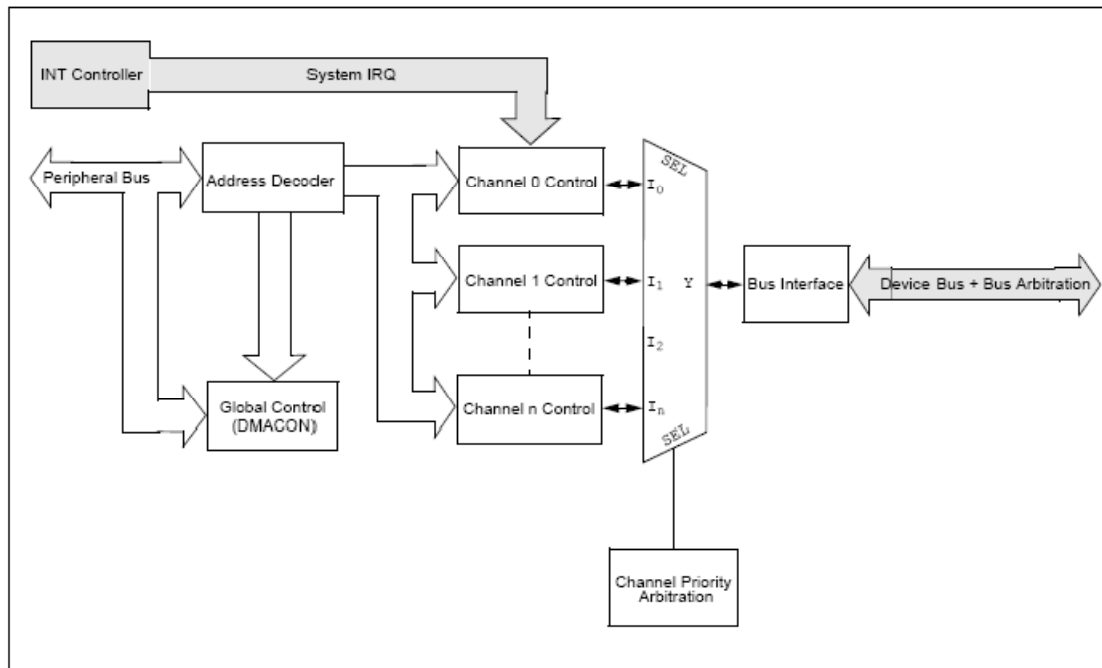 INT Controller
System IRQ
Peripheral Bus
Address Decoder
Channel 0 Control
Channel 1 Control
Channel n Control
Global Control
(DMACON)
SEL
I0
I1
Y
I2
In
SEL
Bus Interface
Device Bus + Bus Arbitration
Channel Priority
Arbitration